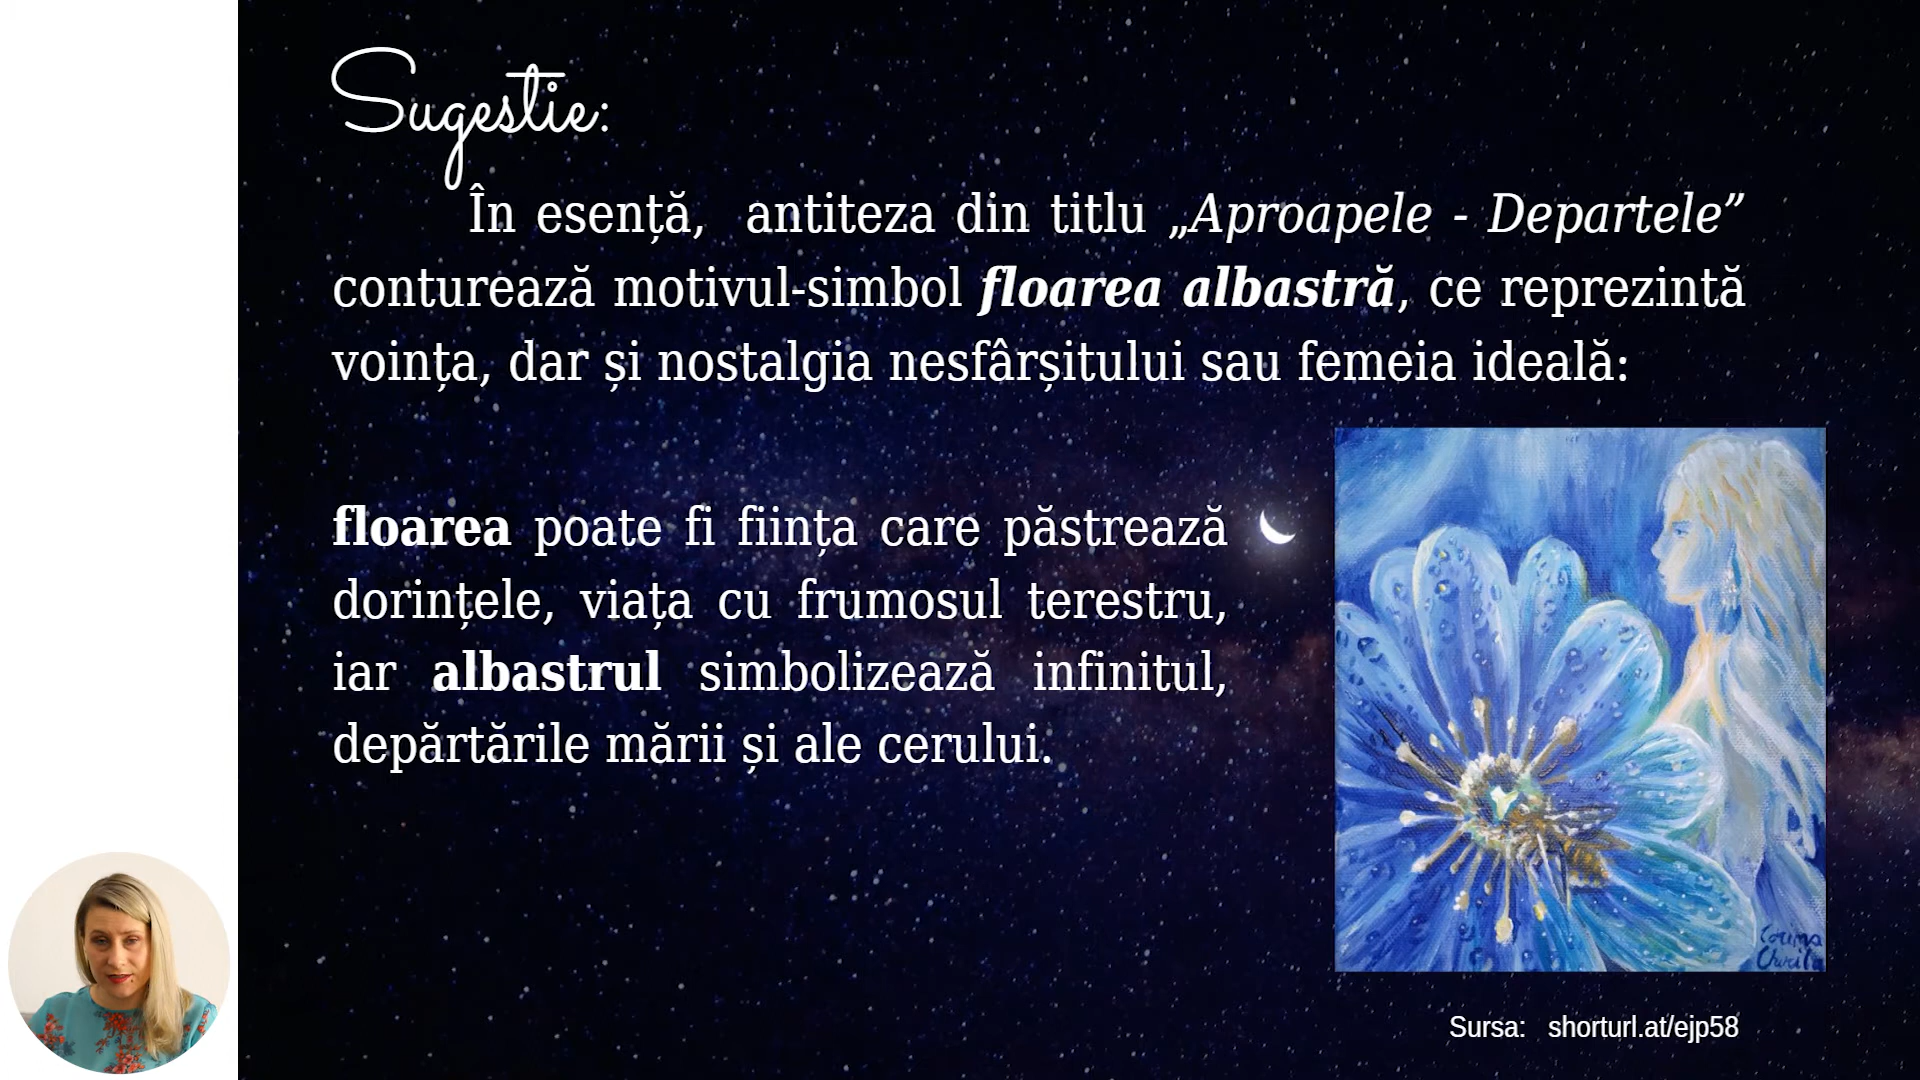 Sugestie:
În esență, antiteza din titlu „Aproapele - Departele”
conturează motivul-simbol floarea albastră, ce reprezintă
voința, dar și nostalgia nesfârșitului sau femeia ideală:
floarea poate fi ființa care păstrează
dorințele, viața cu frumosul terestru,
iar albastrul simbolizează infinitul,
depărtările mării și ale cerului.
Sursa: shorturl.at/ejp58